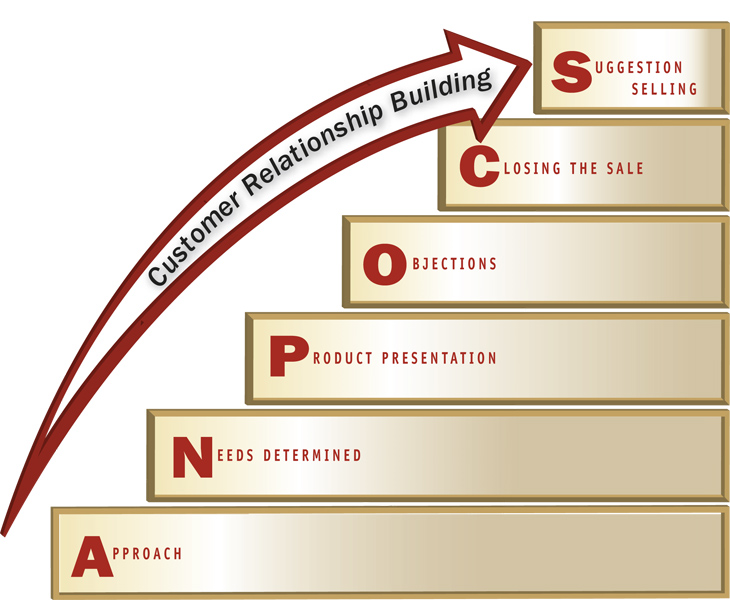 SUGGESTION
SELLING
Customer Relationship Building
CLOSING THE SALE
OBJECTIONS
PRODUCT PRESENTATION
NEEDS DETERMINED
APPROACH